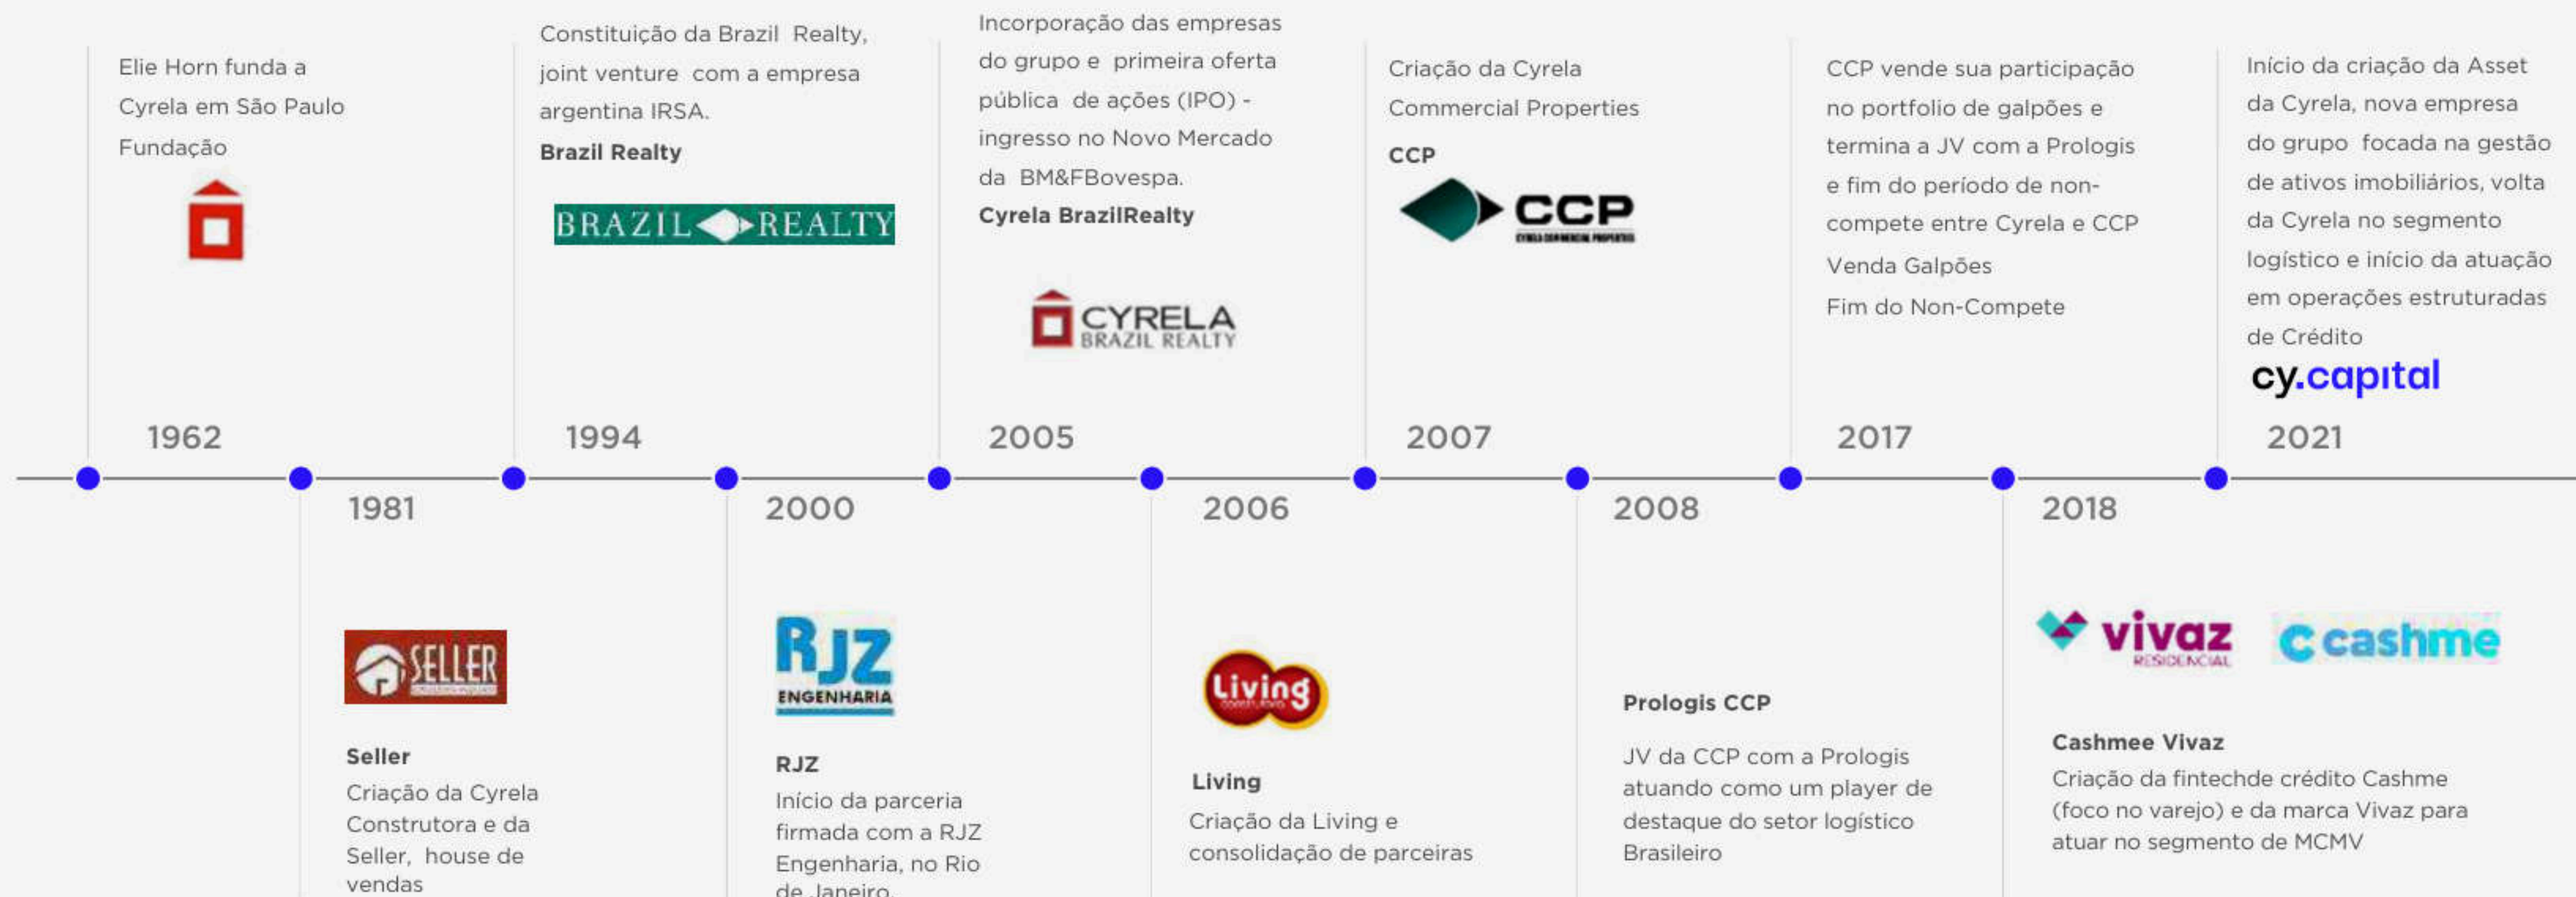 Elie Horn funda a
Cyrela em São Paulo
Fundação
1962
Constituição da Brazil Realty,
joint venture com a empresa
argentina IRSA.
Brazil Realty
BRAZIL REALTY
1994
Incorporação das empresas
do grupo e primeira oferta
pública de ações (IPO) -
ingresso no Novo Mercado
da BM&FBovespa.
Cyrela BrazilRealty
CYRELA
BRAZIL REALTY
2005
Criação da Cyrela
Commercial Properties
CCP
CCP
CYRELA COMMERCIAL PROPERTIES
2007
CCP vende sua participação
no portfolio de galpões e
termina a JV com a Prologis
e fim do período de non-
compete entre Cyrela e CCP
Venda Galpões
Fim do Non-Compete
2017
Início da criação da Asset
da Cyrela, nova empresa
do grupo focada na gestão
de ativos imobiliários, volta
da Cyrela no segmento
logístico e início da atuação
em operações estruturadas
de Crédito
cy.capital
2021
1981
SELLER
Seller
Criação da Cyrela
Construtora e da
Seller, house de
vendas
2000
RJZ
ENGENHARIA
RJZ
Início da parceria
firmada com a RJZ
Engenharia, no Rio
de Janeiro.
2006
Living
construtora
Living
Criação da Living e
consolidação de parceiras
2008
Prologis CCP
JV da CCP com a Prologis
atuando como um player de
destaque do setor logístico
Brasileiro
2018
vivaz
RESIDENCIAL
C cashme
Cashmee Vivaz
Criação da fintechde crédito Cashme
(foco no varejo) e da marca Vivaz para
atuar no segmento de MCMV